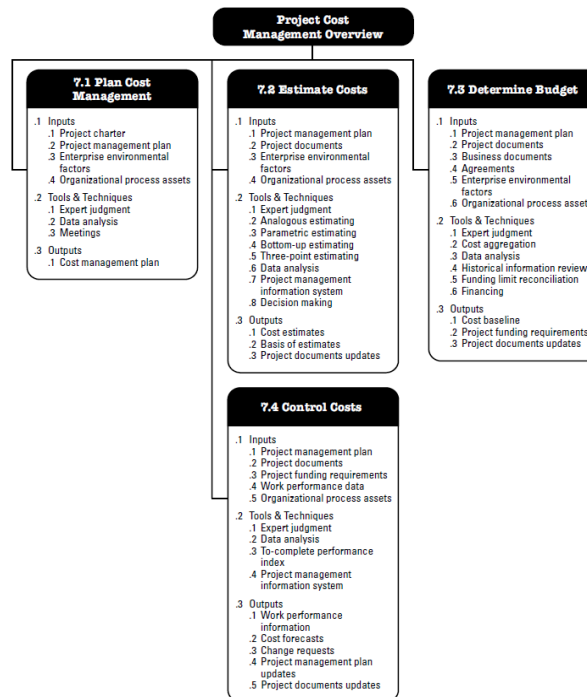 Project Cost
Management Overview
7.1 Plan Cost
Management
.1 Inputs
.1 Project charter
.2 Project management plan
.3 Enterprise environmental
factors
.4 Organizational process assets
.2 Tools & Techniques
.1 Expert judgment
.2 Data analysis
.3 Meetings
.3 Outputs
.1 Cost management plan
7.2 Estimate Costs
.1 Inputs
.1 Project management plan
.2 Project documents
.3 Enterprise environmental
factors
.4 Organizational process assets
.2 Tools & Techniques
.1 Expert judgment
.2 Analogous estimating
.3 Parametric estimating
.4 Bottom-up estimating
.5 Three-point estimating
.6 Data analysis
.7 Project management
information system
.8 Decision making
.3 Outputs
.1 Cost estimates
.2 Basis of estimates
.3 Project documents updates
7.3 Determine Budget
.1 Inputs
.1 Project management plan
.2 Project documents
.3 Business documents
.4 Agreements
.5 Enterprise environmental
factors
.6 Organizational process asset
.2 Tools & Techniques
.1 Expert judgment
.2 Cost aggregation
.3 Data analysis
.4 Historical information review
.5 Funding limit reconciliation
.6 Financing
.3 Outputs
.1 Cost baseline
.2 Project funding requirements
.3 Project documents updates
7.4 Control Costs
.1 Inputs
.1 Project management plan
.2 Project documents
.3 Project funding requirements
.4 Work performance data
.5 Organizational process assets
.2 Tools & Techniques
.1 Expert judgment
.2 Data analysis
.3 To-complete performance
index
.4 Project management
information system
.3 Outputs
.1 Work performance
information
.2 Cost forecasts
.3 Change requests
.4 Project management plan
updates
.5 Project documents updates